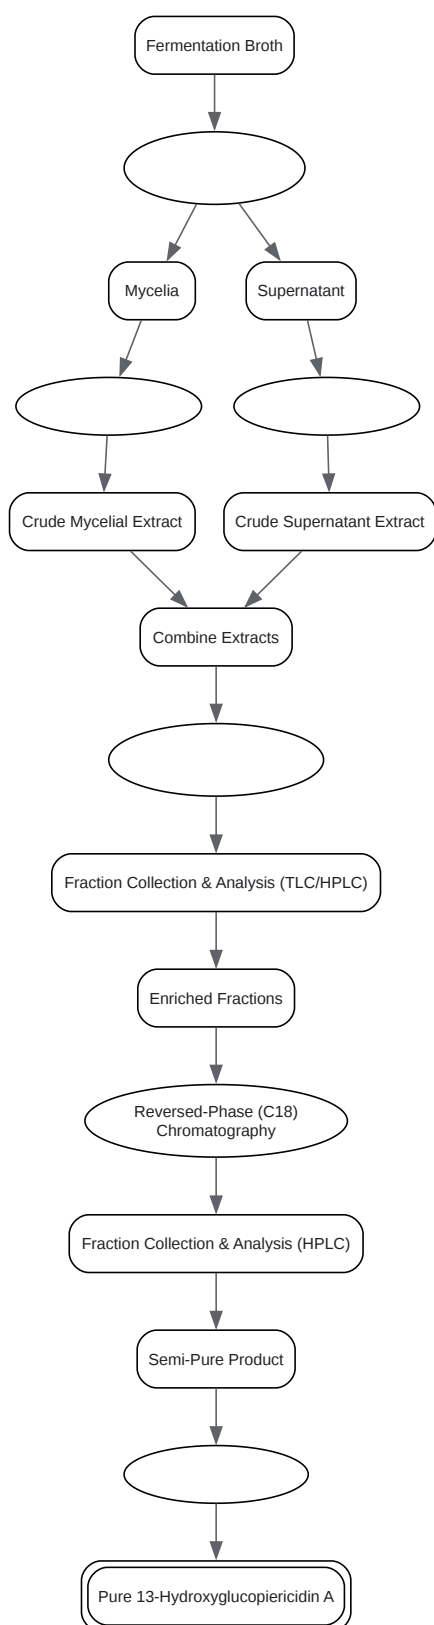 Fermentation Broth
Mycelia
Supernatant
Crude Mycelial Extract
Crude Supernatant Extract
Combine Extracts
Fraction Collection & Analysis (TLC/HPLC)
Enriched Fractions
Reversed-Phase (C18)
Chromatography
Fraction Collection & Analysis (HPLC)
Semi-Pure Product
Pure 13-Hydroxyglucopiericidin A